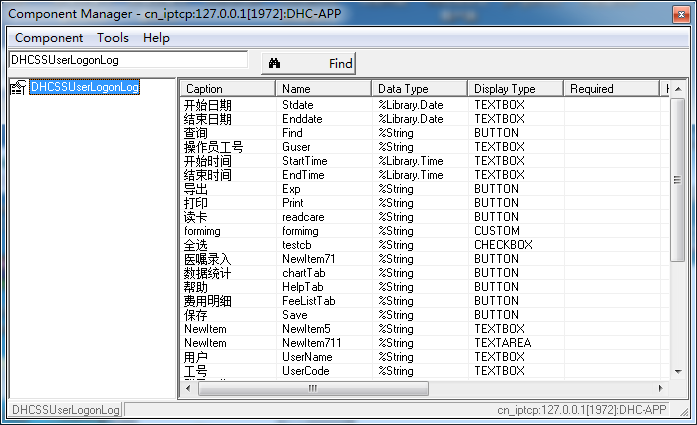 Component Manager - cn_iptcp:127.0.0.1[1972]:DHC-APP
Component Tools Help
DHCSSUserLogonLog Find
DHCSSUserLogonLog
Caption Name Data Type Display Type Required
开始日期 Stdate %Library.Date TEXTBOX
结束日期 Enddate %Library.Date TEXTBOX
查询 Find %String BUTTON
操作员工号 Guser %String TEXTBOX
开始时间 StartTime %Library.Time TEXTBOX
结束时间 EndTime %Library.Time TEXTBOX
导出 Exp %String BUTTON
打印 Print %String BUTTON
读卡 readcare %String BUTTON
formimg formimg %String CUSTOM
全选 testcb %String CHECKBOX
医嘱录入 NewItem71 %String BUTTON
数据统计 chartTab %String BUTTON
帮助 HelpTab %String BUTTON
费用明细 FeeListTab %String BUTTON
保存 Save %String BUTTON
NewItem NewItem5 %String TEXTBOX
NewItem NewItem711 %String TEXTAREA
用户 UserName %String TEXTBOX
工号 UserCode %String TEXTBOX
DHCSSUserLogonLog cn_iptcp:127.0.0.1[1972]:DHC-APP